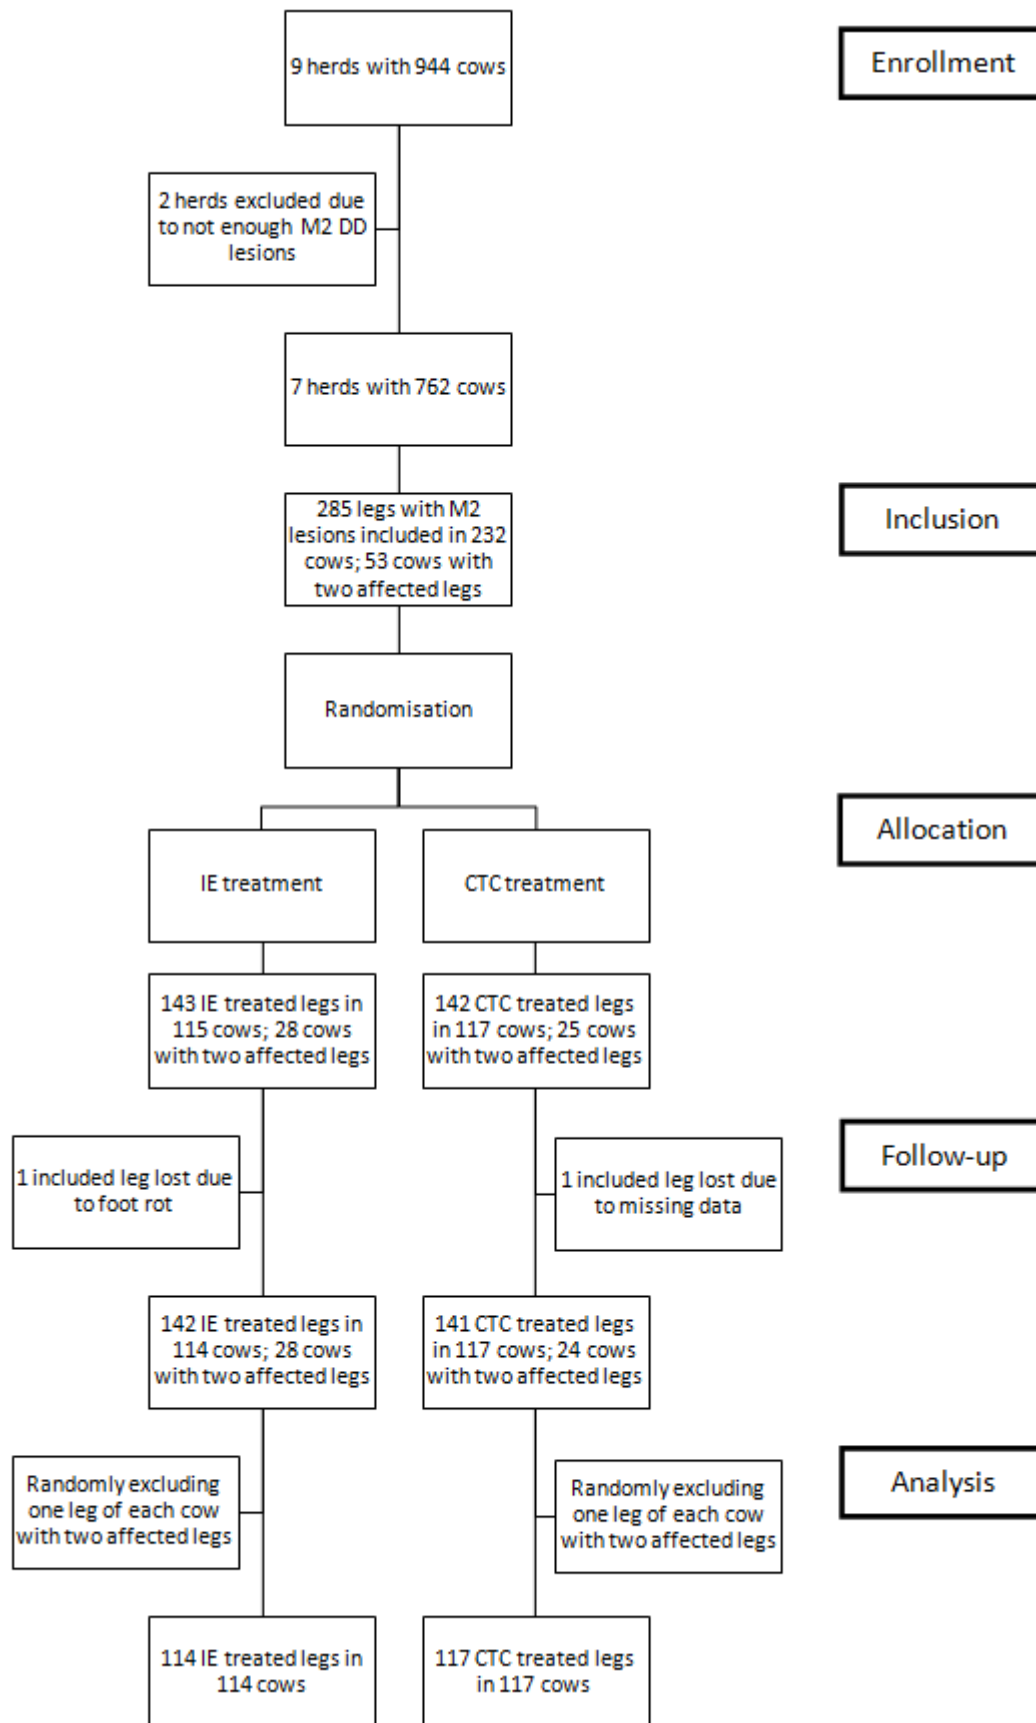 9 herds with 944 cows
Enrollment
2 herds excluded due
to not enough M2 DD
lesions
7 herds with 762 cows
285 legs with M2
lesions included in 232
cows; 53 cows with
two affected legs
Inclusion
Randomisation
Allocation
IE treatment
CTC treatment
143 IE treated legs in
115 cows; 28 cows
with two affected legs
142 CTC treated legs
in 117 cows; 25 cows
with two affected legs
Follow-up
1 included leg lost due
to foot rot
1 included leg lost due
to missing data
142 IE treated legs in
114 cows; 28 cows
with two affected legs
141 CTC treated legs
in 117 cows; 24 cows
with two affected legs
Analysis
Randomly excluding
one leg of each cow
with two affected legs
Randomly excluding
one leg of each cow
with two affected legs
114 IE treated legs in
114 cows
117 CTC treated legs
in 117 cows